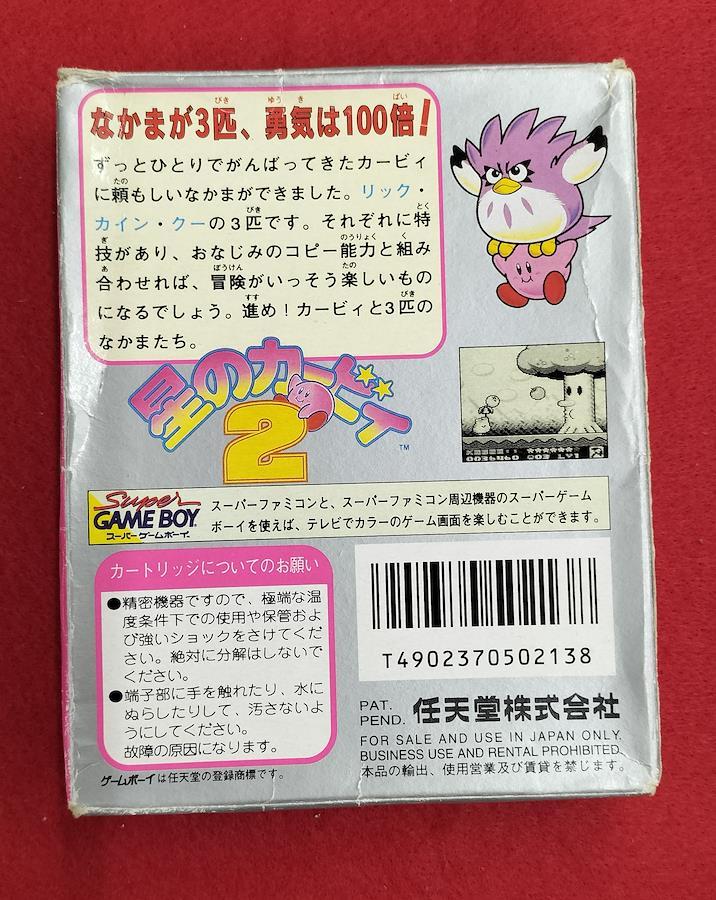 なかまが3匹、勇気は100倍!
ずっとひとりでがんばってきたカービィ
に頼もしいなかまができました。リック・
カイン・クーの3匹です。それぞれに特
技があり、おなじみのコピー能力と組み
合わせれば、冒険がいっそう楽しいもの
になるでしょう。進め!カービィと3匹の
なかまたち。
星のカービィ
2
™
0036460 03 LV1
Super
GAME BOY
スーパーゲームボーイ
スーパーファミコンと、スーパーファミコン周辺機器のスーパーゲーム
ボーイを使えば、テレビでカラーのゲーム画面を楽しむことができます。
カートリッジについてのお願い
●精密機器ですので、極端な温
度条件下での使用や保管およ
び強いショックをさけてくだ
さい。絶対に分解はしないで
ください。
●端子部に手を触れたり、水に
ぬらしたりして、汚さないよ
うにしてください。
故障の原因になります。
ゲームボーイは任天堂の登録商標です。
T4902370502138
PAT.
PEND. 任天堂株式会社
FOR SALE AND USE IN JAPAN ONLY.
BUSINESS USE AND RENTAL PROHIBITED.
本品の輸出、使用営業及び賃貸を禁じます。